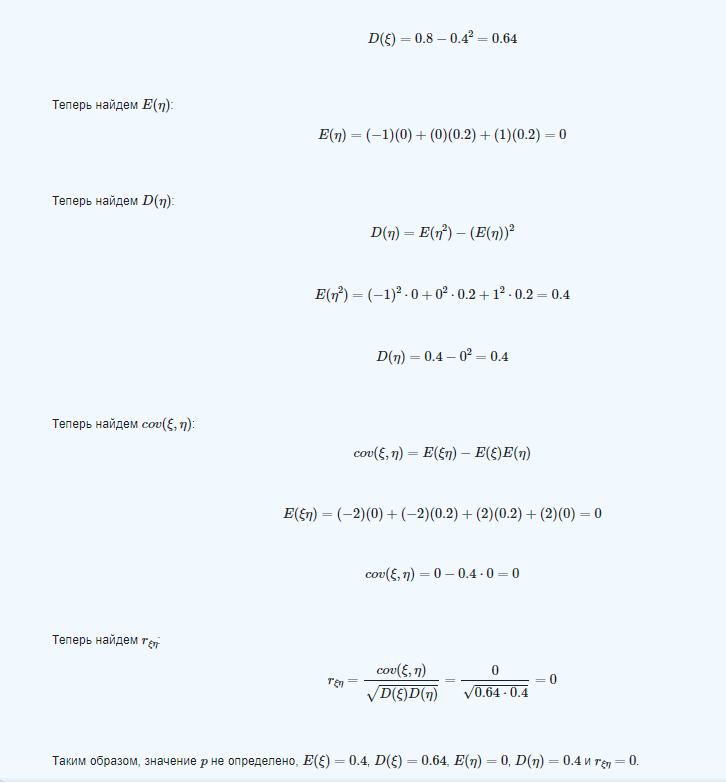 D(ξ) = 0.8 − 0.4² = 0.64
Теперь найдем E(η):
E(η) = (−1)(0) + (0)(0.2) + (1)(0.2) = 0
Теперь найдем D(η):
D(η) = E(η²) − (E(η))²
E(η²) = (−1)² · 0 + 0² · 0.2 + 1² · 0.2 = 0.4
D(η) = 0.4 − 0² = 0.4
Теперь найдем cov(ξ, η):
cov(ξ, η) = E(ξη) − E(ξ)E(η)
E(ξη) = (−2)(0) + (−2)(0.2) + (2)(0.2) + (2)(0) = 0
cov(ξ, η) = 0 − 0.4 · 0 = 0
Теперь найдем r_ξη:
r_ξη = cov(ξ, η) / √(D(ξ)D(η)) = 0 / √(0.64 · 0.4) = 0
Таким образом, значение p не определено, E(ξ) = 0.4, D(ξ) = 0.64, E(η) = 0, D(η) = 0.4 и r_ξη = 0.